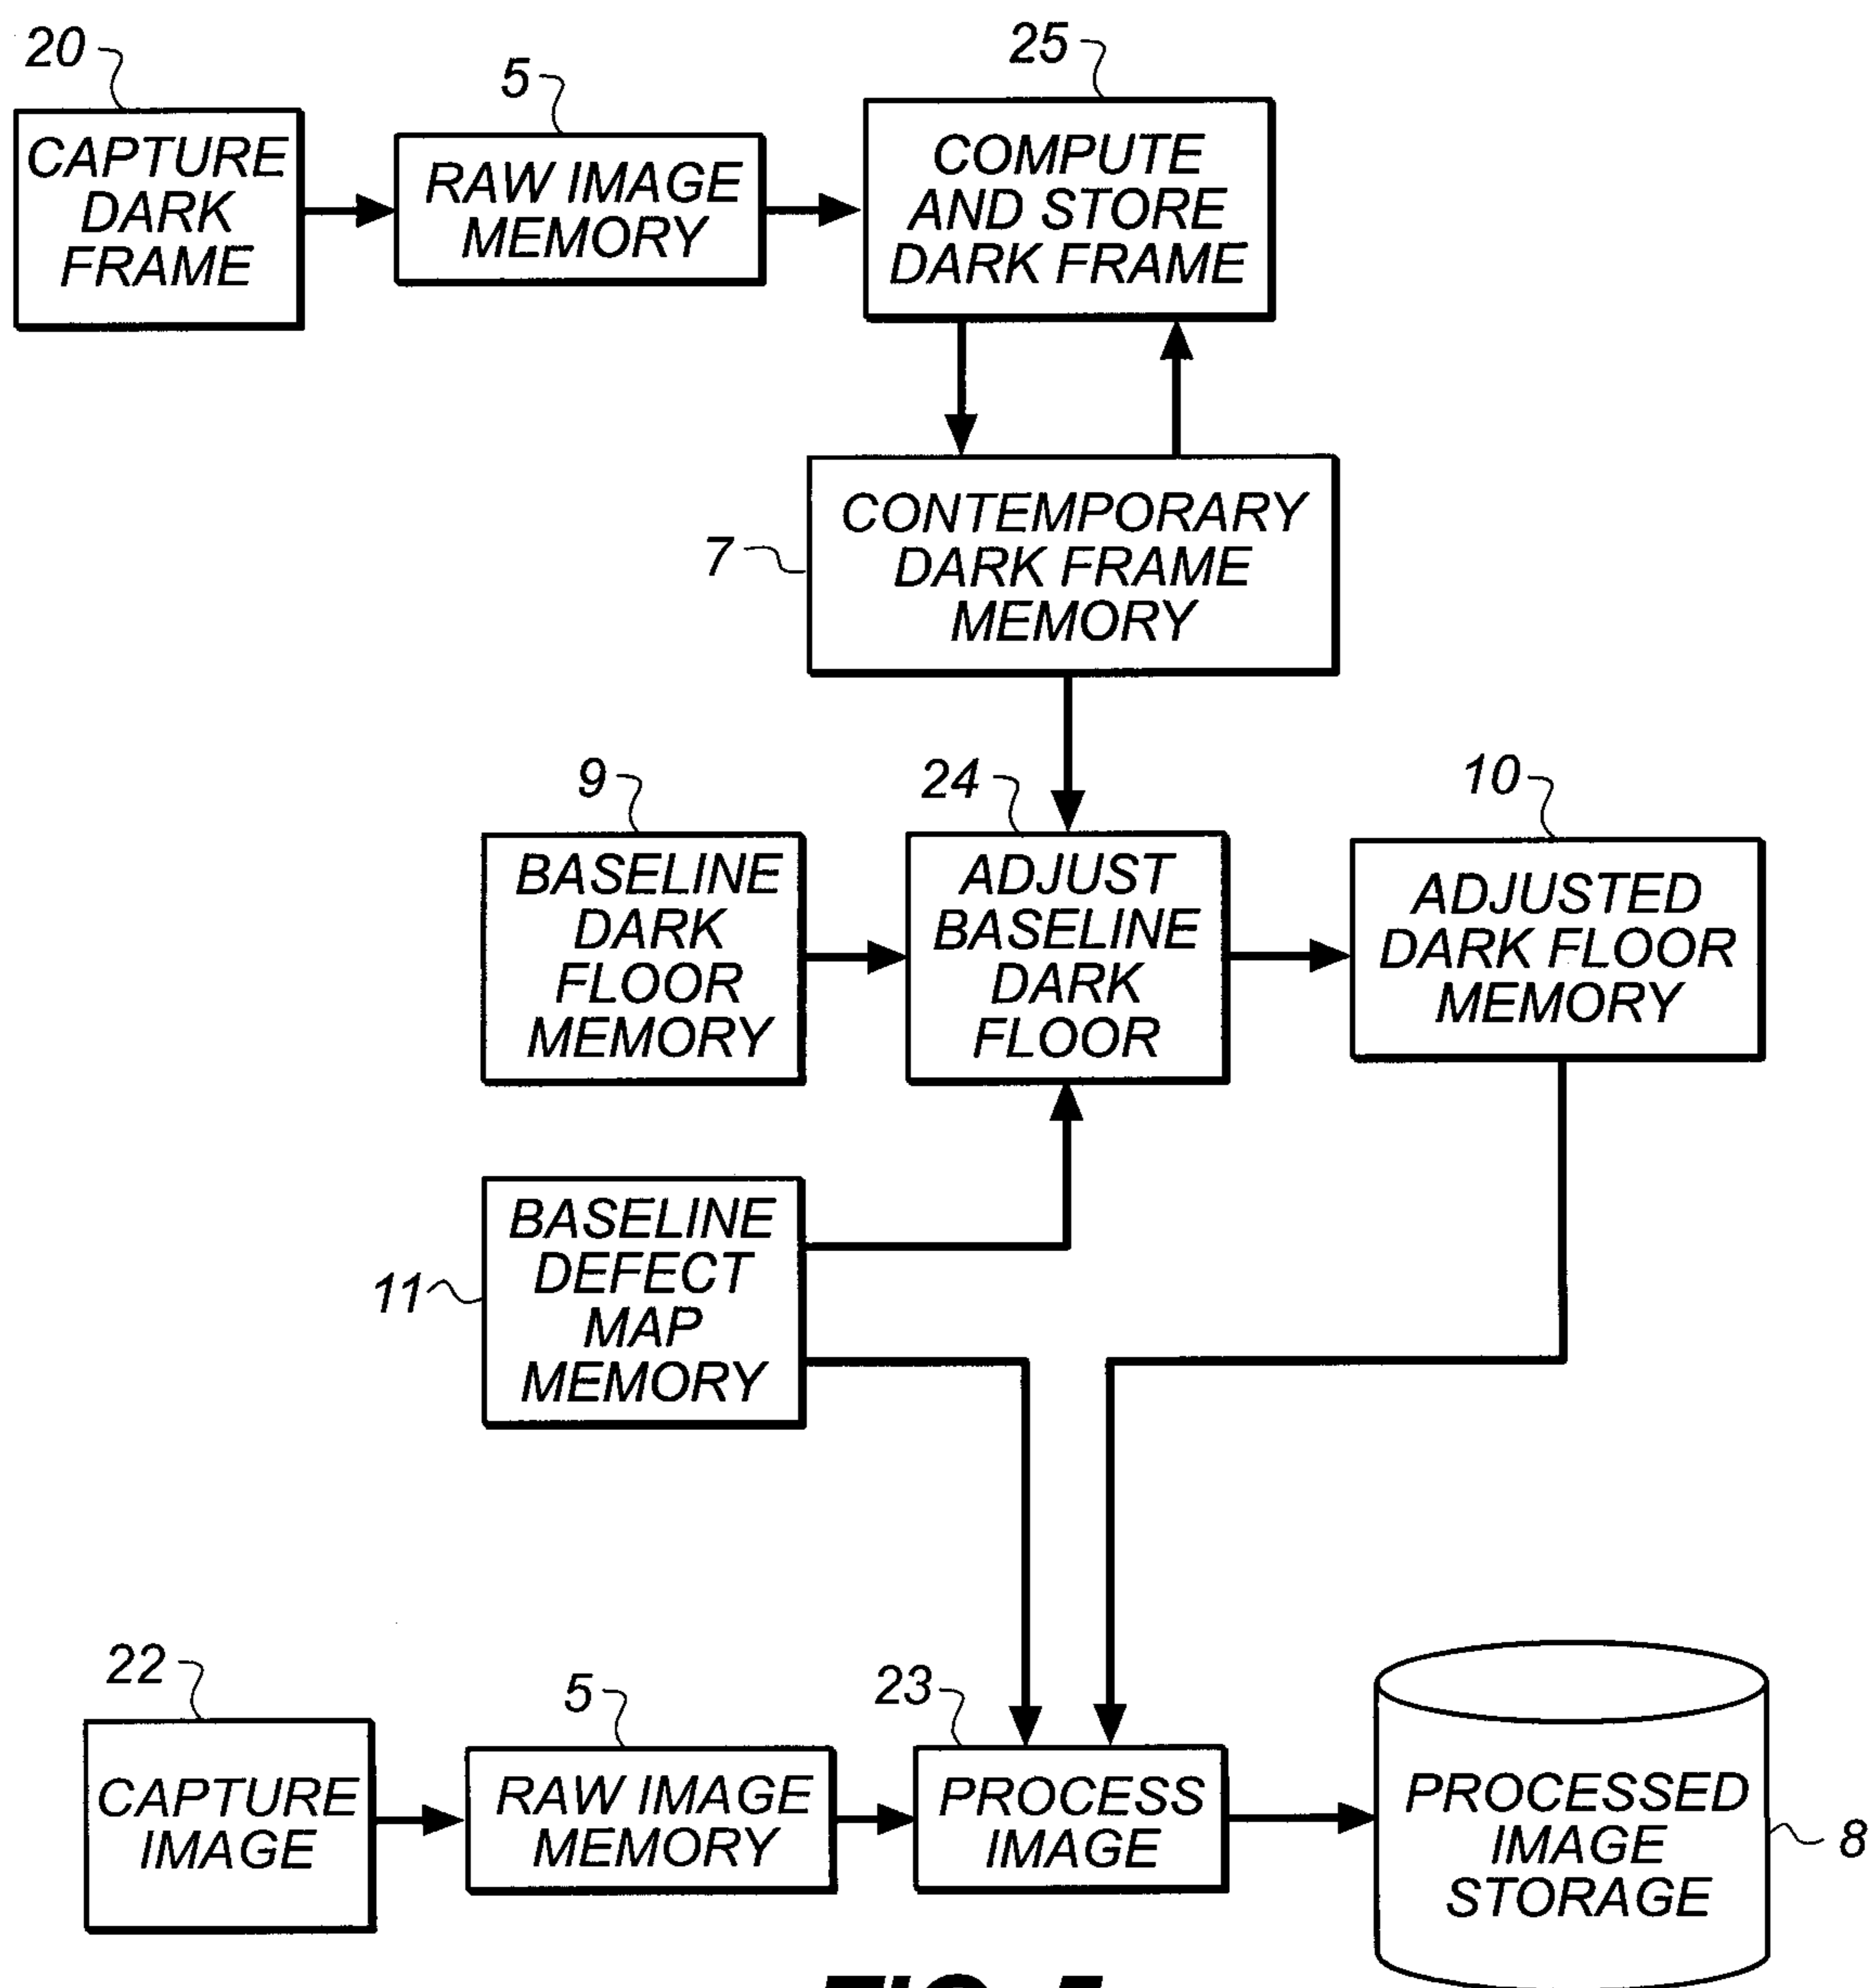 20
5
25
CAPTURE
DARK
FRAME
RAW IMAGE
MEMORY
COMPUTE
AND STORE
DARK FRAME
7
CONTEMPORARY
DARK FRAME
MEMORY
9
24
10
BASELINE
DARK
FLOOR
MEMORY
ADJUST
BASELINE
DARK
FLOOR
ADJUSTED
DARK FLOOR
MEMORY
11
BASELINE
DEFECT
MAP
MEMORY
22
5
23
CAPTURE
IMAGE
RAW IMAGE
MEMORY
PROCESS
IMAGE
PROCESSED
IMAGE
STORAGE
8